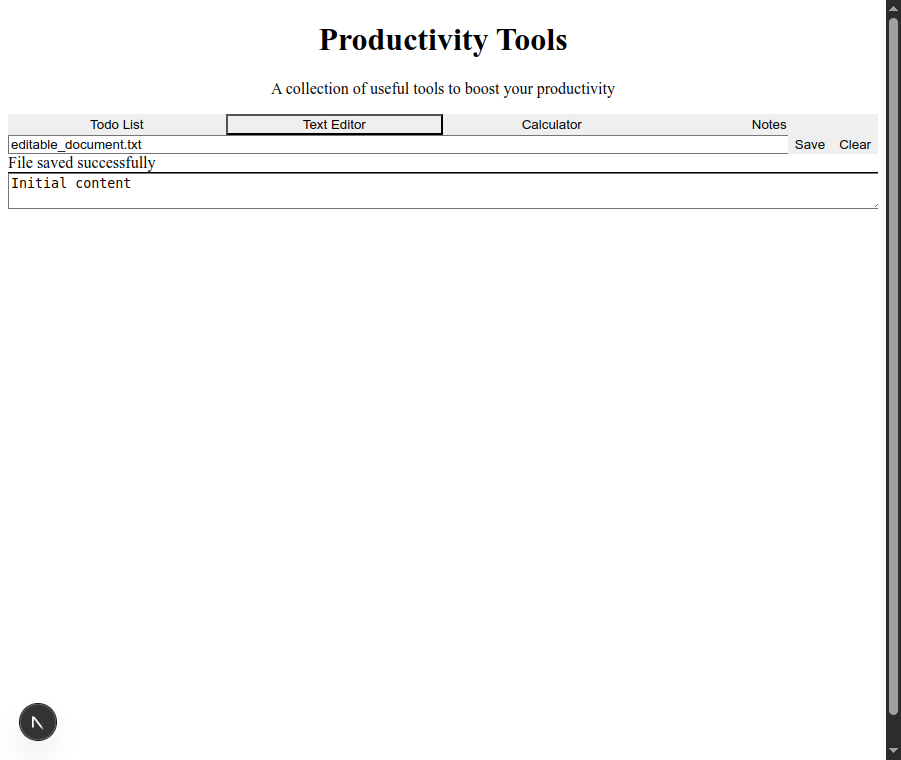 Productivity Tools
A collection of useful tools to boost your productivity
Todo List Text Editor Calculator Notes
editable_document.txt Save Clear
File saved successfully
Initial content